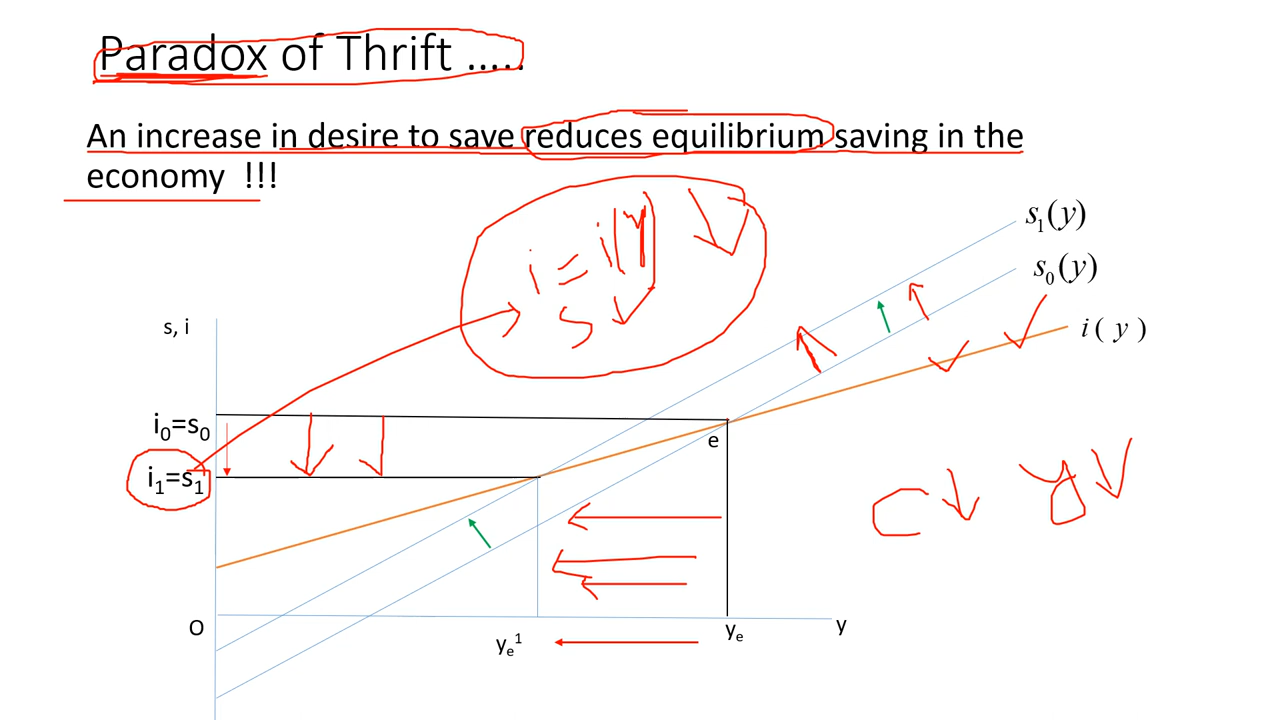 Paradox of Thrift .....
An increase in desire to save reduces equilibrium saving in the
economy !!!
s₁(y)
i = i(y)
s₀(y)
s
s, i
i ( y )
i₀=s₀
e
i₁=s₁
c y
O
yₑ¹
yₑ
y